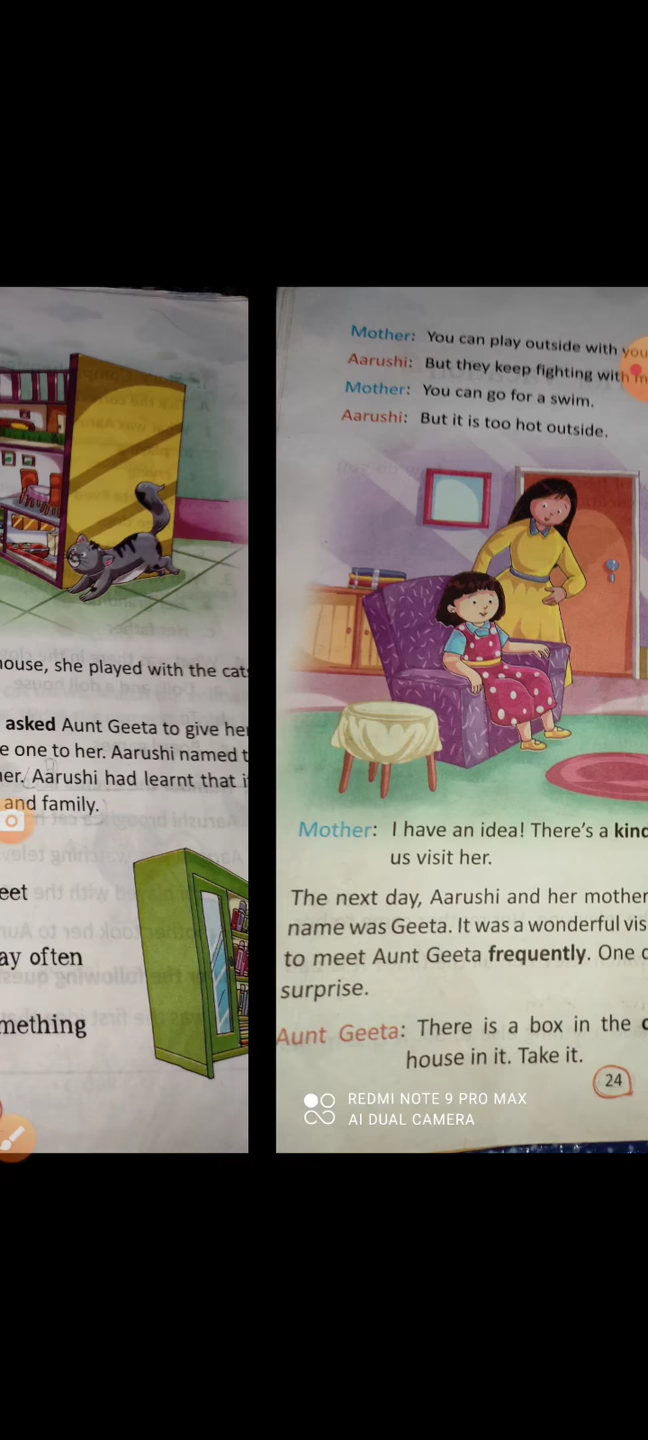 house, she played with the cats
asked Aunt Geeta to give her
e one to her. Aarushi named t
her. Aarushi had learnt that i
and family.
eet
ay often
mething
Mother: You can play outside with you
Aarushi: But they keep fighting with m
Mother: You can go for a swim.
Aarushi: But it is too hot outside.
Mother: I have an idea! There's a kind
us visit her.
The next day, Aarushi and her mother
name was Geeta. It was a wonderful vis
to meet Aunt Geeta frequently. One d
surprise.
Aunt Geeta: There is a box in the c
house in it. Take it.
24
REDMI NOTE 9 PRO MAX
AI DUAL CAMERA